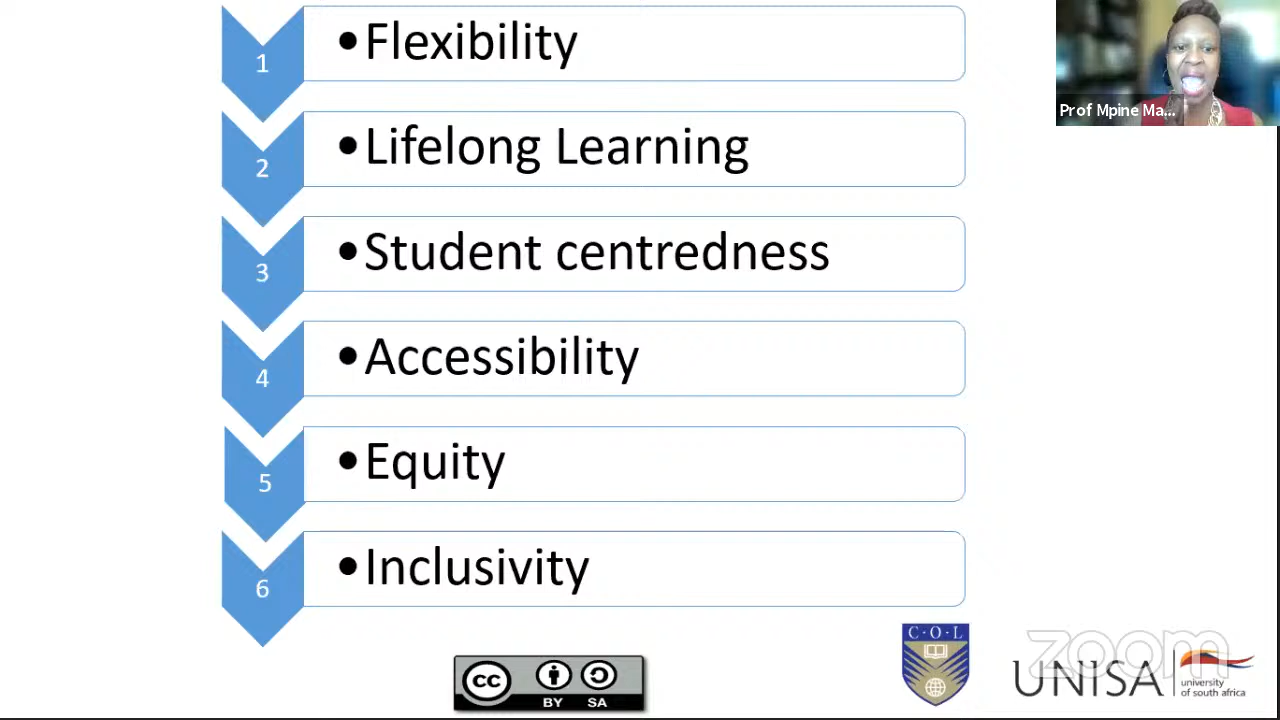 1
•Flexibility
Prof Mpine Ma...
2
•Lifelong Learning
3
•Student centredness
4
•Accessibility
5
•Equity
6
•Inclusivity
C·O·L
zoom
UNISA
university
of south africa
cc
BY SA